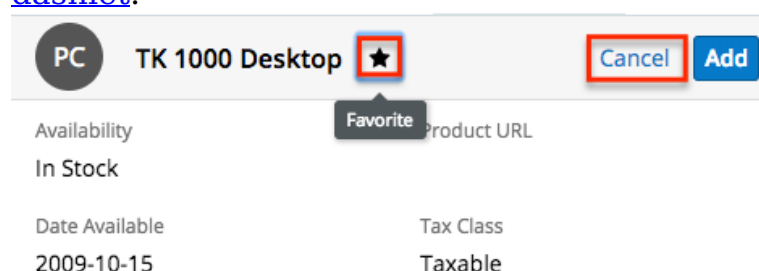 dashlet.
PC TK 1000 Desktop Cancel Add
Favorite
Availability Product URL
In Stock
Date Available Tax Class
2009-10-15 Taxable